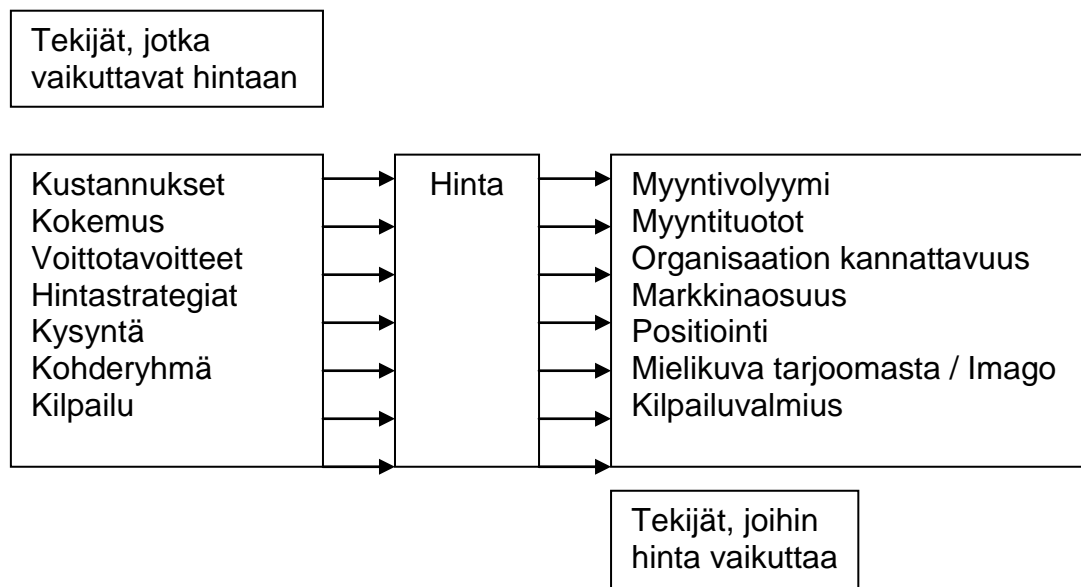 Tekijät, jotka
vaikuttavat hintaan
Kustannukset
Kokemus
Voittotavoitteet
Hintastrategiat
Kysyntä
Kohderyhmä
Kilpailu
Hinta
Myyntivolyymi
Myyntituotot
Organisaation kannattavuus
Markkinaosuus
Positiointi
Mielikuva tarjoomasta / Imago
Kilpailuvalmius
Tekijät, joihin
hinta vaikuttaa